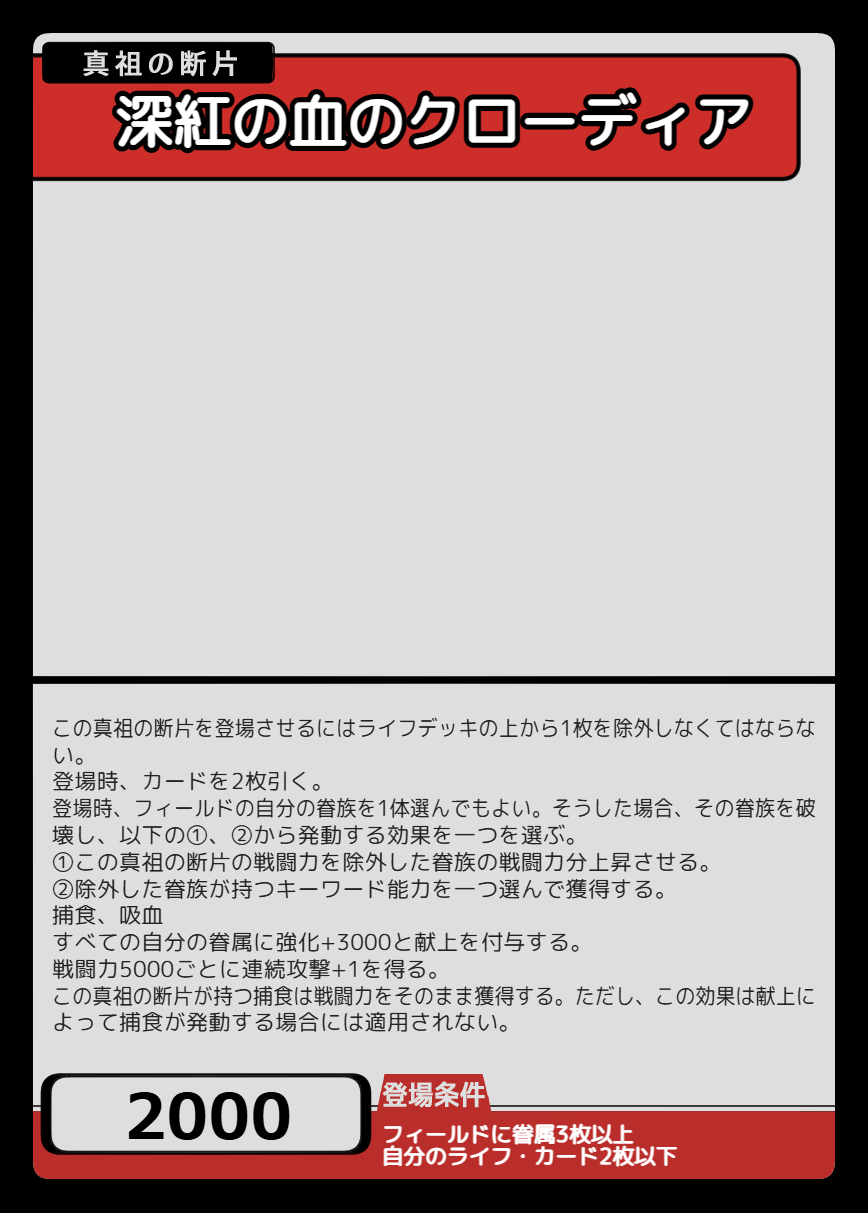 真祖の断片
深紅の血のクローディア
この真祖の断片を登場させるにはライフデッキの上から1枚を除外しなくてはならな
い。
登場時、カードを2枚引く。
登場時、フィールドの自分の眷族を1体選んでもよい。そうした場合、その眷族を破
壊し、以下の①、②から発動する効果を一つを選ぶ。
①この真祖の断片の戦闘力を除外した眷族の戦闘力分上昇させる。
②除外した眷族が持つキーワード能力を一つ選んで獲得する。
捕食、吸血
すべての自分の眷属に強化+3000と献上を付与する。
戦闘力5000ごとに連続攻撃+1を得る。
この真祖の断片が持つ捕食は戦闘力をそのまま獲得する。ただし、この効果は献上に
よって捕食が発動する場合には適用されない。
2000
登場条件
フィールドに眷属3枚以上
自分のライフ・カード2枚以下